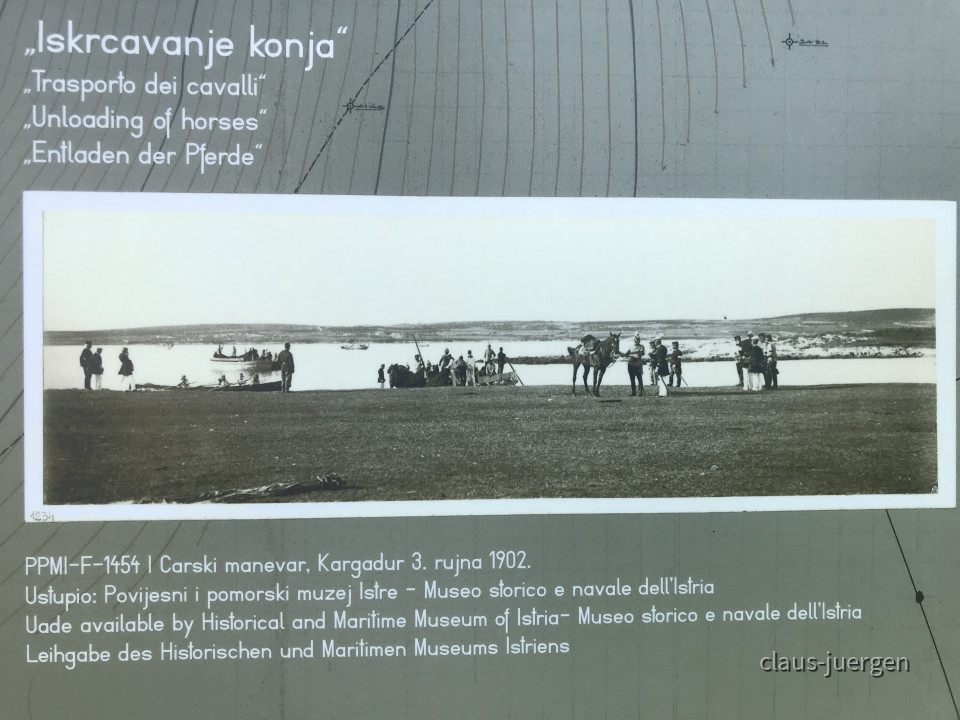 „Iskrcavanje konja“
„Trasporto dei cavalli“
„Unloading of horses“
„Entladen der Pferde“
1234
PPMI-F-1454 | Carski manevar, Kargadur 3. rujna 1902.
Ustupio: Povijesni i pomorski muzej Istre - Museo storico e navale dell'Istria
Uade available by Historical and Maritime Museum of Istria- Museo storico e navale dell'Istria
Leihgabe des Historischen und Maritimen Museums Istriens
claus-juergen